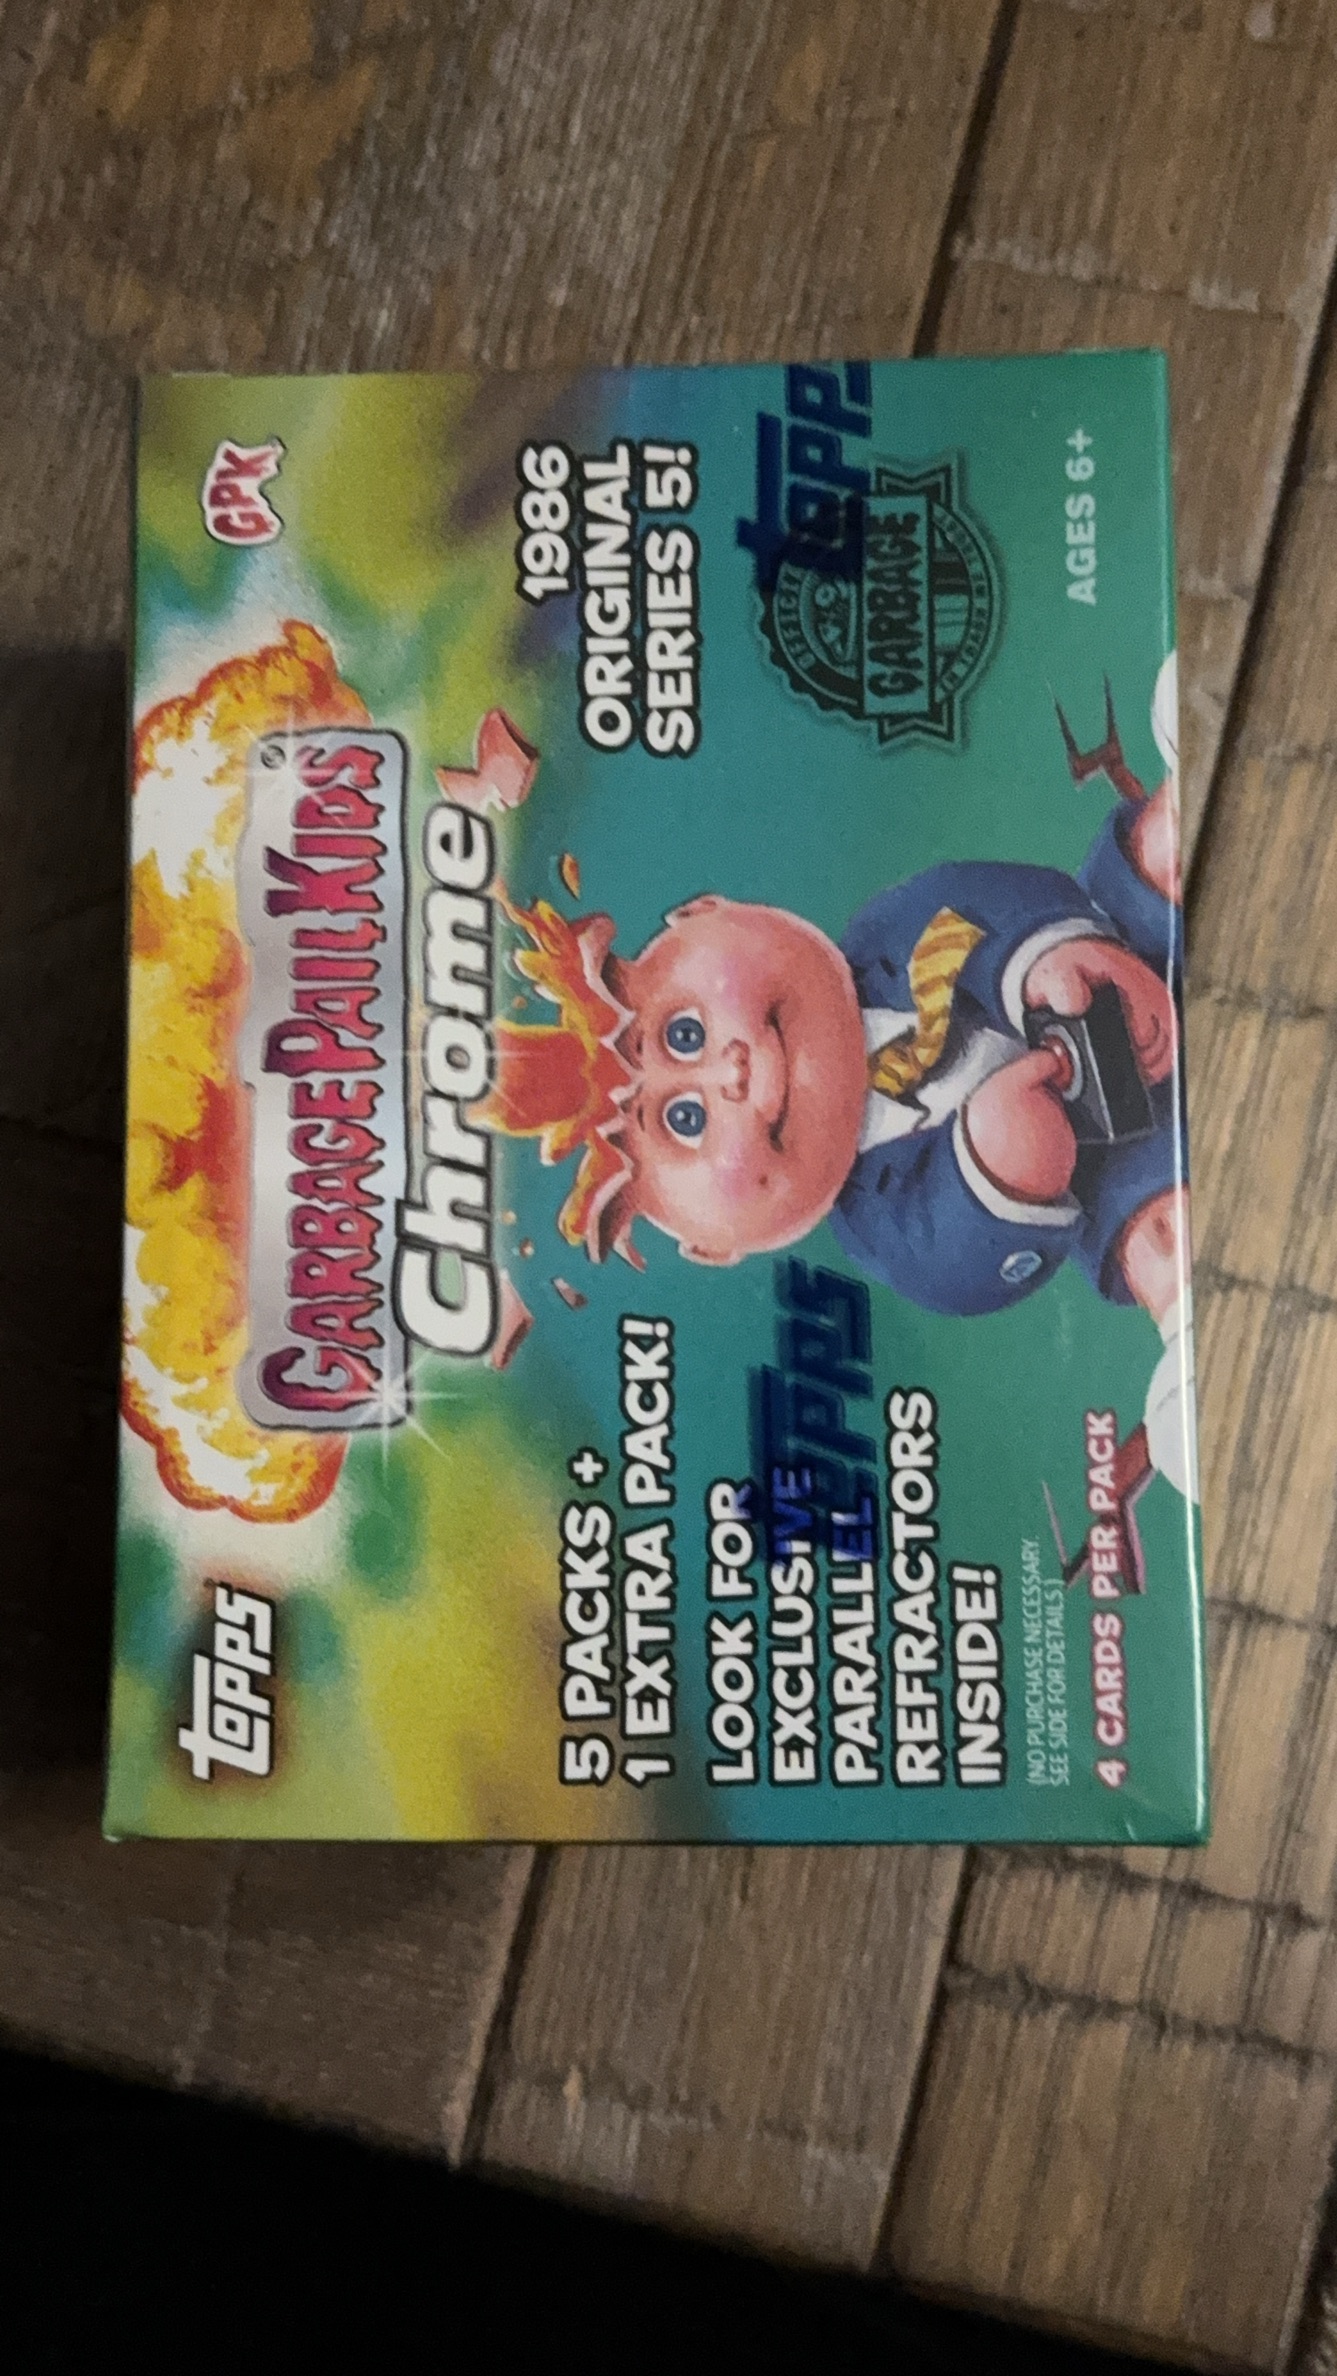 topps
GPK
GARBAGE PAIL KIDS®
Chrome
5 PACKS +
1 EXTRA PACK!
LOOK FOR
EXCLUSIVE
PARALLEL
REFRACTORS
INSIDE!
(NO PURCHASE NECESSARY.
SEE SIDE FOR DETAILS.)
4 CARDS PER PACK
1986
ORIGINAL
SERIES 5!
topps
topps
GARBAGE
AGES 6+